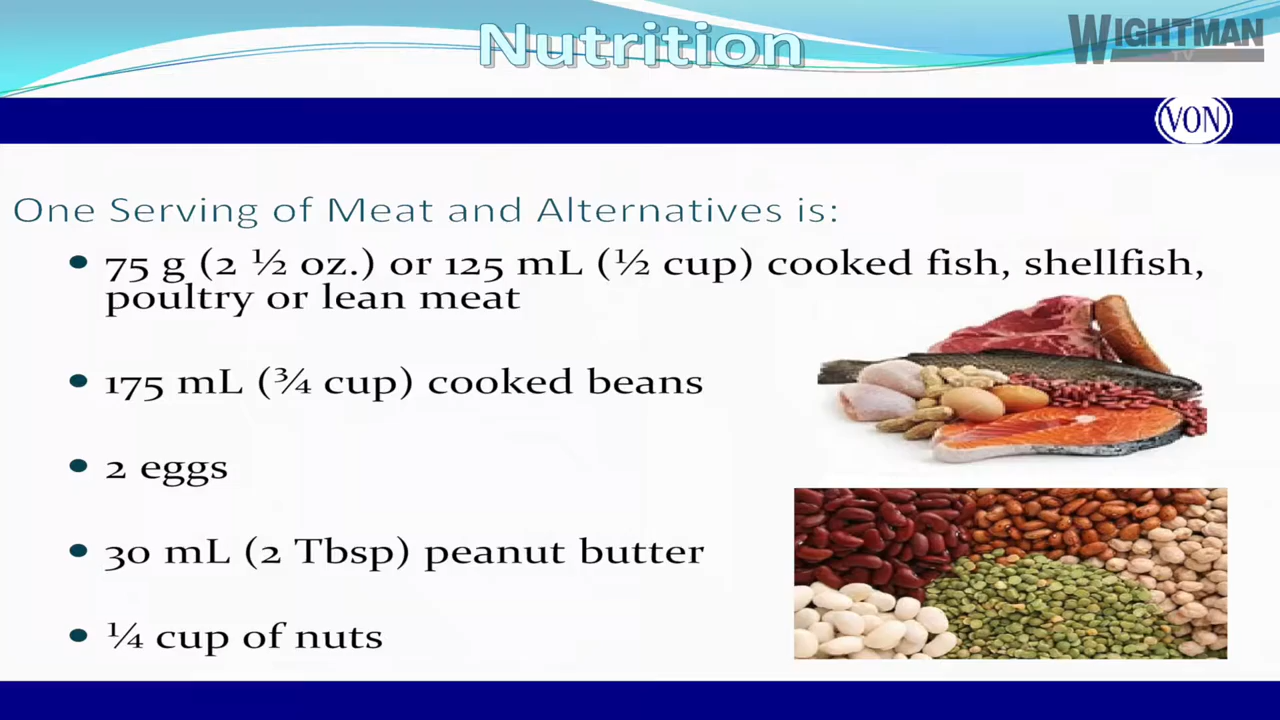 Nutrition
WIGHTMAN
TV
VON
One Serving of Meat and Alternatives is:
• 75 g (2 ½ oz.) or 125 mL (½ cup) cooked fish, shellfish,
poultry or lean meat
• 175 mL (¾ cup) cooked beans
• 2 eggs
• 30 mL (2 Tbsp) peanut butter
• ¼ cup of nuts